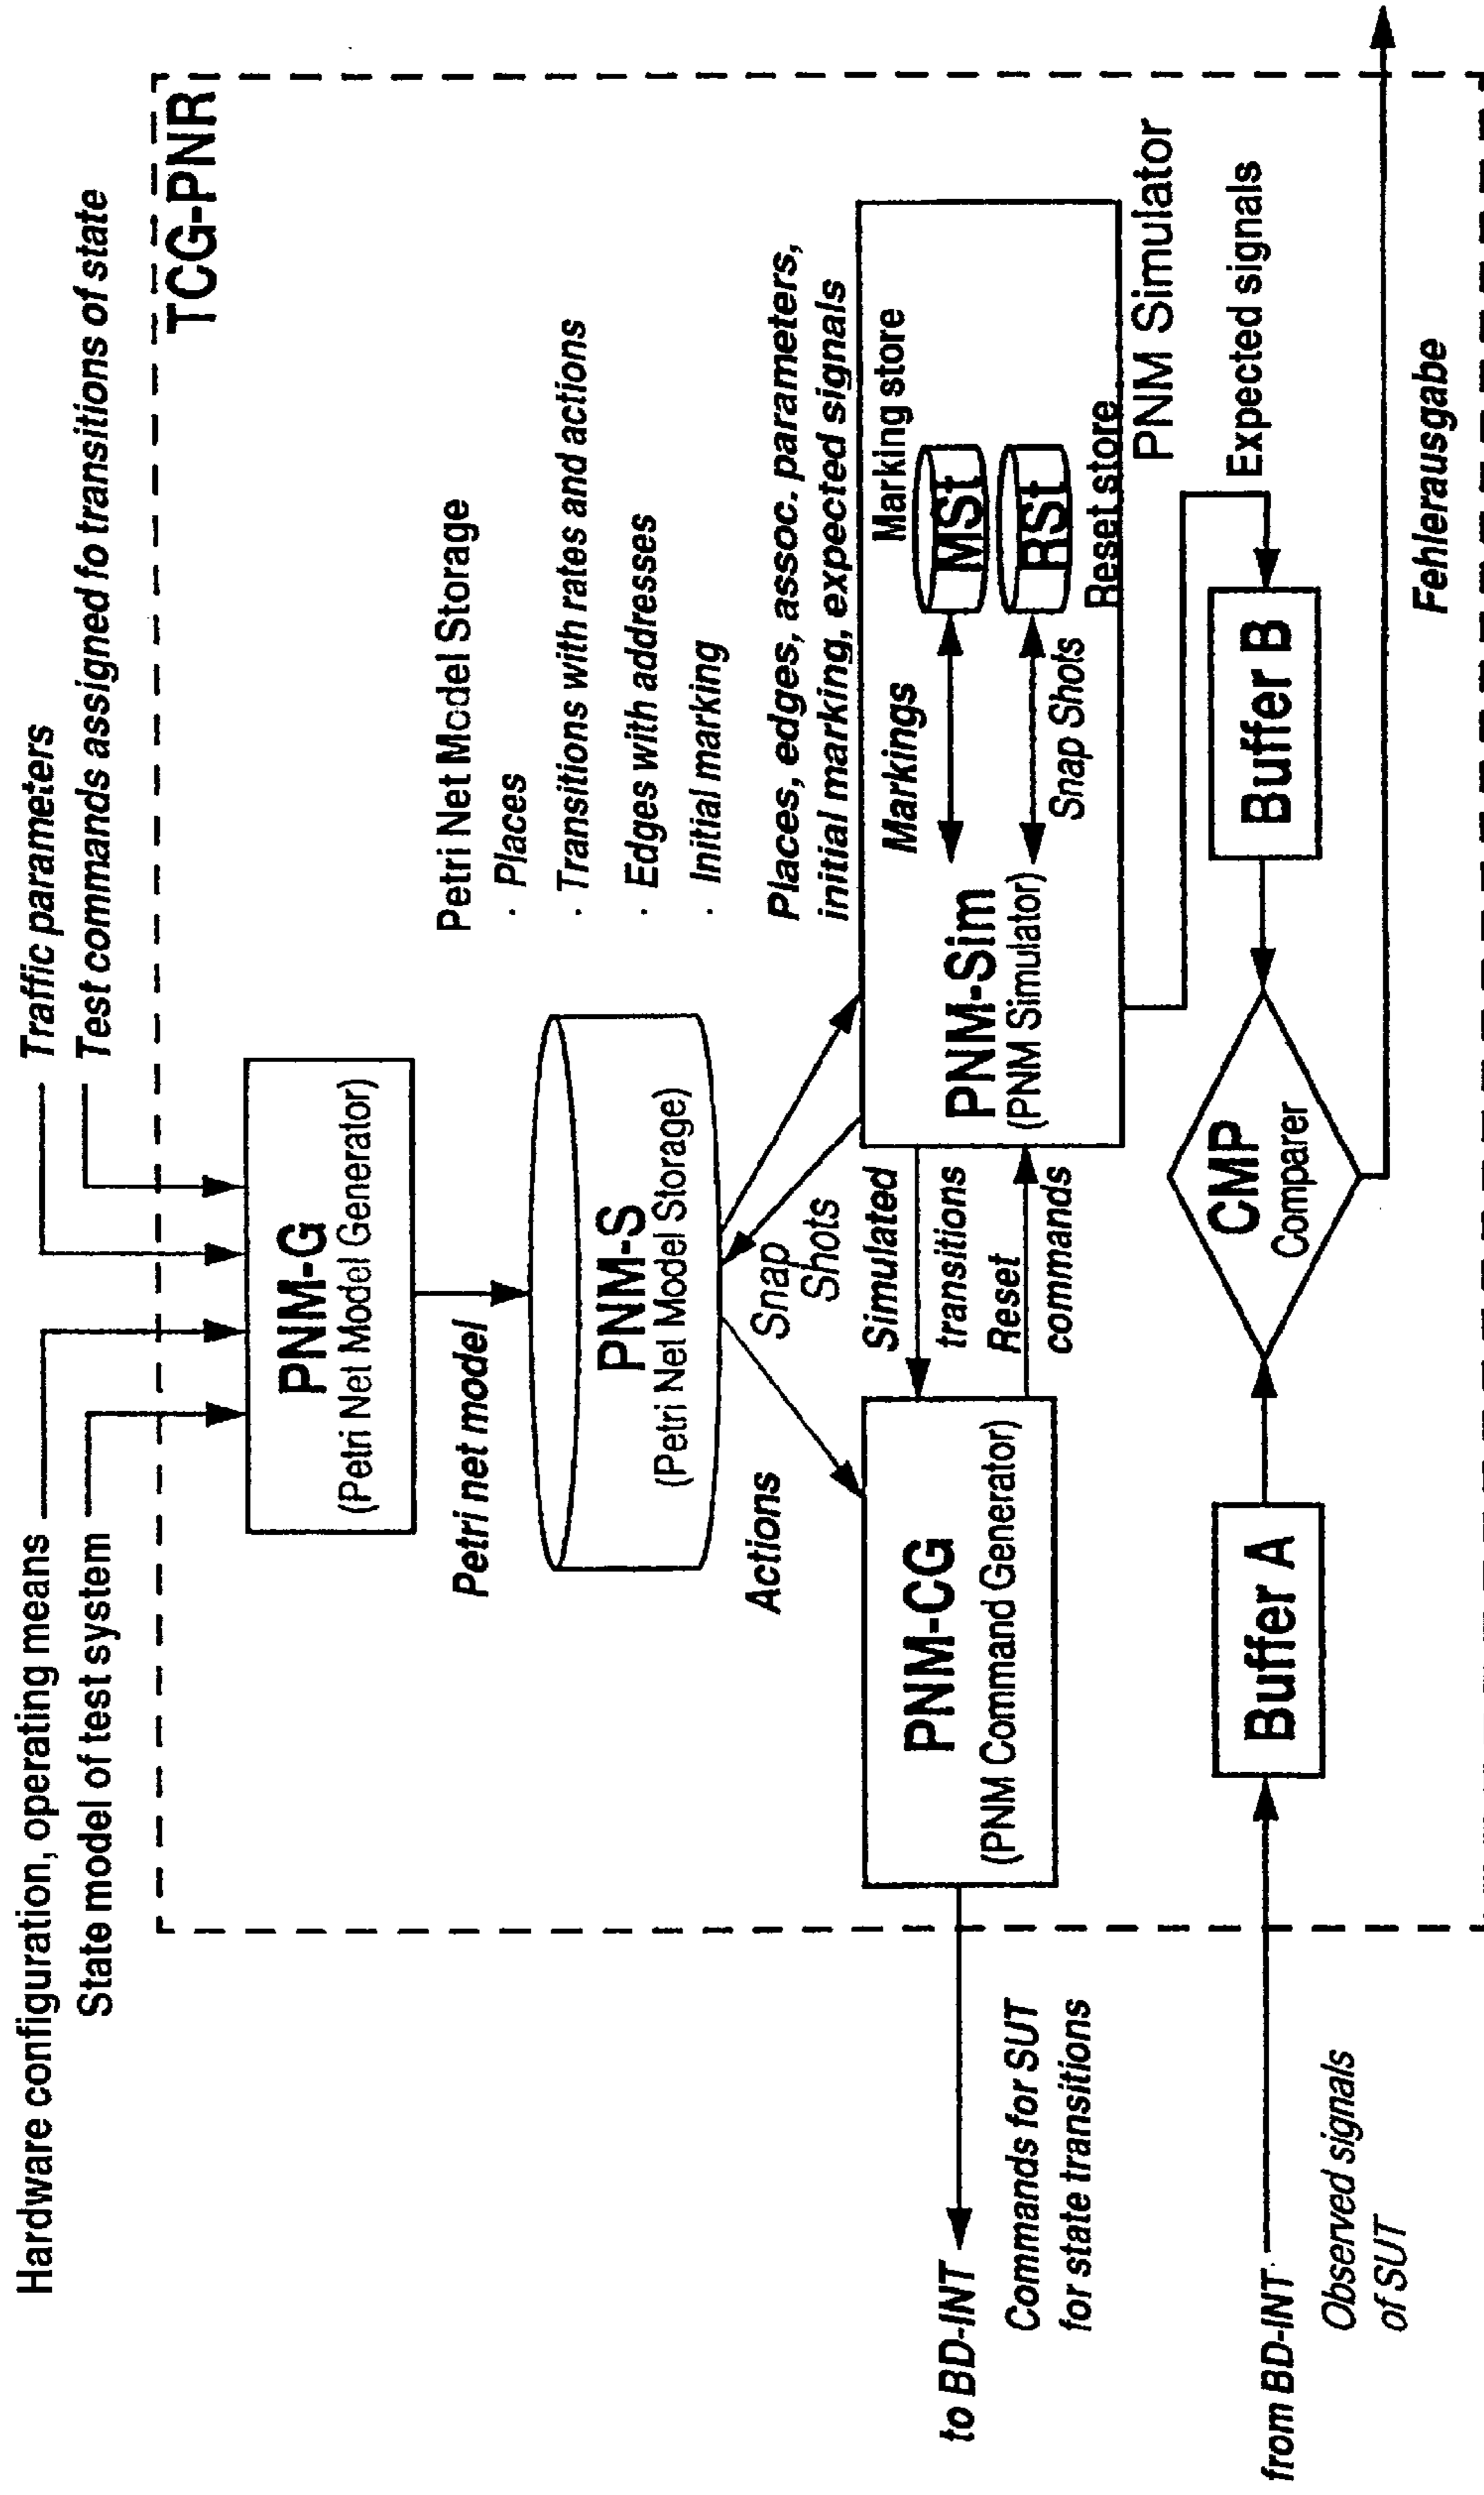 Hardware configuration, operating means
State model of test system
Traffic parameters
Test commands assigned to transitions of state
TCG-PNR
PNM-G
(Petri Net Model Generator)
Petri net model
Petri Net Model Storage
· Places
· Transitions with rates and actions
· Edges with addresses
· Initial marking
PNM-S
(Petri Net Model Storage)
Actions
Snap
Shots
Places, edges, assoc. parameters,
initial marking, expected signals
PNM-CG
(PNM Command Generator)
Simulated
transitions
Reset
commands
PNM-Sim
(PNM Simulator)
Markings
Snap Shots
Marking store
MSt
RSt
Reset store
PNM Simulator
to BD-INT
Commands for SUT
for state transitions
Expected signals
from BD-INT
Observed signals
of SUT
Buffer A
CMP
Comparer
Buffer B
Fehlerausgabe